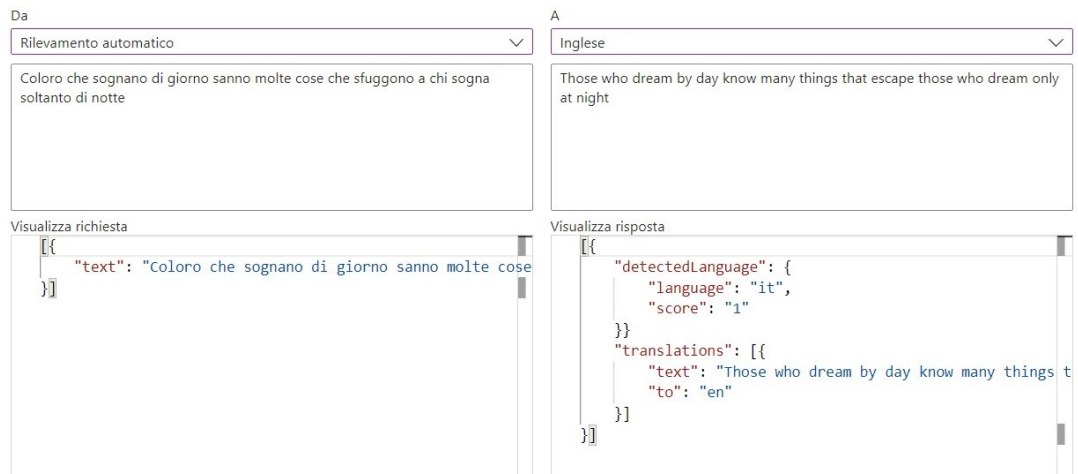 Da
Rilevamento automatico
Coloro che sognano di giorno sanno molte cose che sfuggono a chi sogna
soltanto di notte
Visualizza richiesta
[{
"text": "Coloro che sognano di giorno sanno molte cose
}]
A
Inglese
Those who dream by day know many things that escape those who dream only
at night
Visualizza risposta
[{
"detectedLanguage": {
"language": "it",
"score": "1"
}}
"translations": [{
"text": "Those who dream by day know many things t
"to": "en"
}]
}]